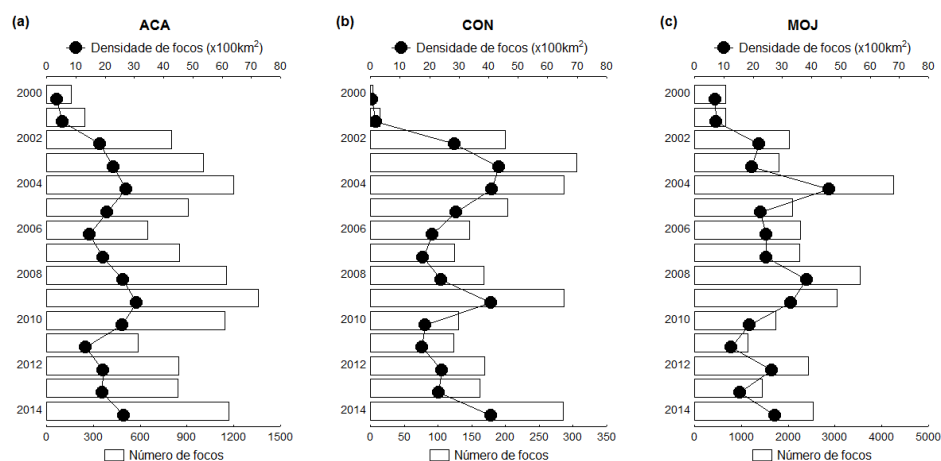 (a) ACA
Densidade de focos (x100km²)
0 10 20 30 40 50 60 70 80
2000
2002
2004
2006
2008
2010
2012
2014
0 300 600 900 1200 1500
Número de focos
(b) CON
Densidade de focos (x100km²)
0 10 20 30 40 50 60 70 80
2000
2002
2004
2006
2008
2010
2012
2014
0 50 100 150 200 250 300 350
Número de focos
(c) MOJ
Densidade de focos (x100km²)
0 10 20 30 40 50 60 70 80
2000
2002
2004
2006
2008
2010
2012
2014
0 1000 2000 3000 4000 5000
Número de focos